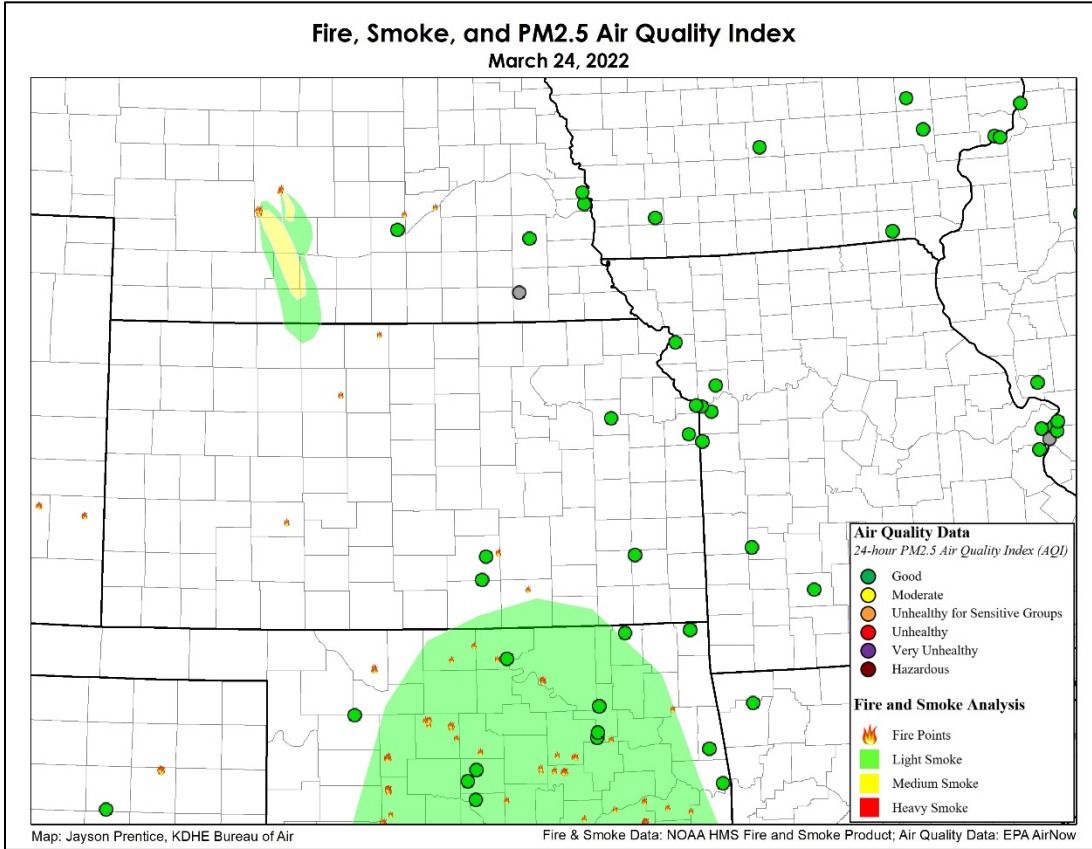 Fire, Smoke, and PM2.5 Air Quality Index
March 24, 2022
Air Quality Data
24-hour PM2.5 Air Quality Index (AQI)
Good
Moderate
Unhealthy for Sensitive Groups
Unhealthy
Very Unhealthy
Hazardous
Fire and Smoke Analysis
Fire Points
Light Smoke
Medium Smoke
Heavy Smoke
Map: Jayson Prentice, KDHE Bureau of Air
Fire & Smoke Data: NOAA HMS Fire and Smoke Product; Air Quality Data: EPA AirNow